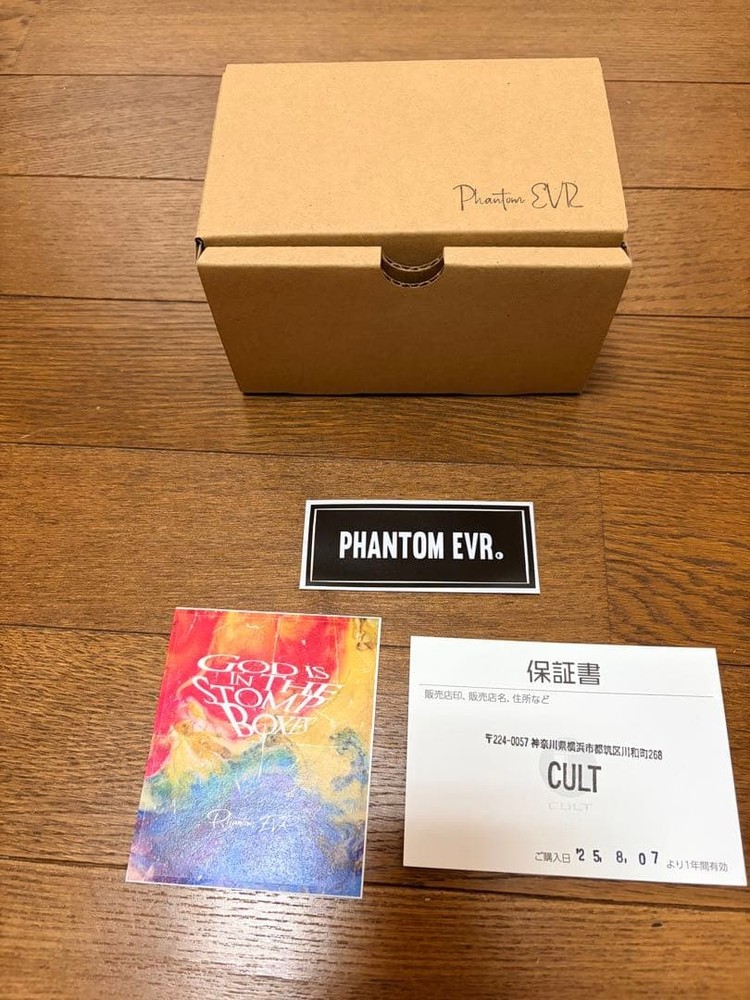 Phantom EVR
PHANTOM EVR.
GOD IS
IN THE
STOMP
BOXES
Phantom EVR
保証書
販売店印、販売店名、住所など
〒224-0057 神奈川県横浜市都筑区川和町268
CULT
CULT
ご購入日 '25, 8, 07 より1年間有効